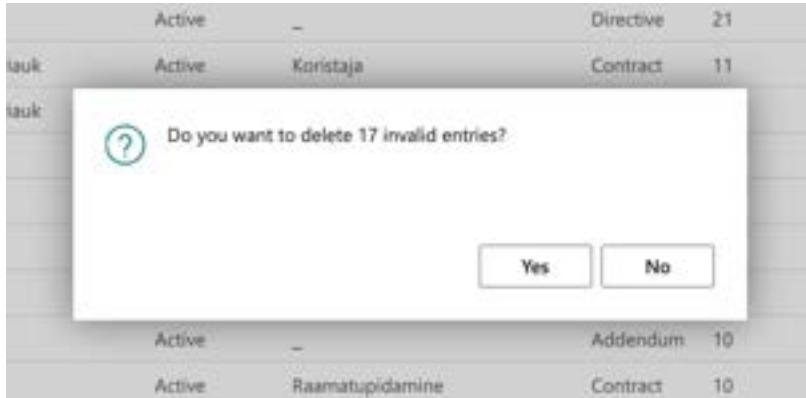 Active _ Directive 21
Active Koristaja Contract 11
Do you want to delete 17 invalid entries?
Yes No
Active _ Addendum 10
Active Raamatupidamine Contract 10